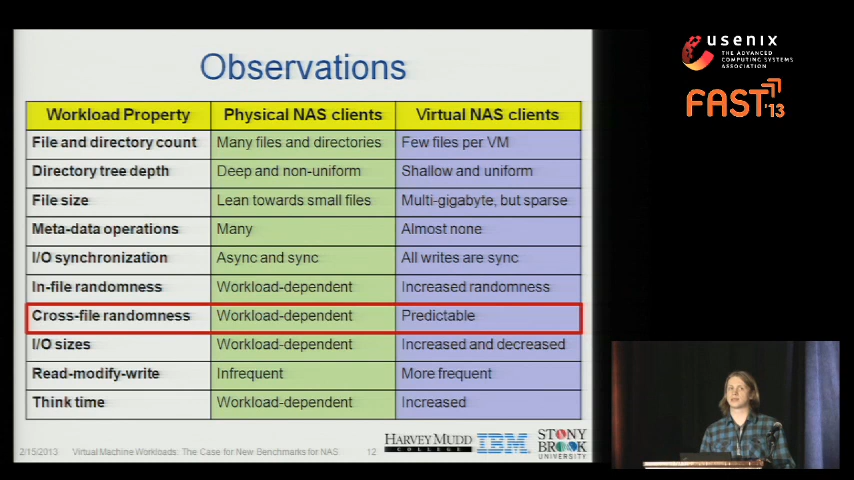 Observations
Workload Property Physical NAS clients Virtual NAS clients
File and directory count Many files and directories Few files per VM
Directory tree depth Deep and non-uniform Shallow and uniform
File size Lean towards small files Multi-gigabyte, but sparse
Meta-data operations Many Almost none
I/O synchronization Async and sync All writes are sync
In-file randomness Workload-dependent Increased randomness
Cross-file randomness Workload-dependent Predictable
I/O sizes Workload-dependent Increased and decreased
Read-modify-write Infrequent More frequent
Think time Workload-dependent Increased
2/15/2013 Virtual Machine Workloads: The Case for New Benchmarks for NAS 12
HARVEY MUDD
COLLEGE
IBM
STONY
BROOK
UNIVERSITY
usenix
THE ADVANCED
COMPUTING SYSTEMS
ASSOCIATION
FAST'13